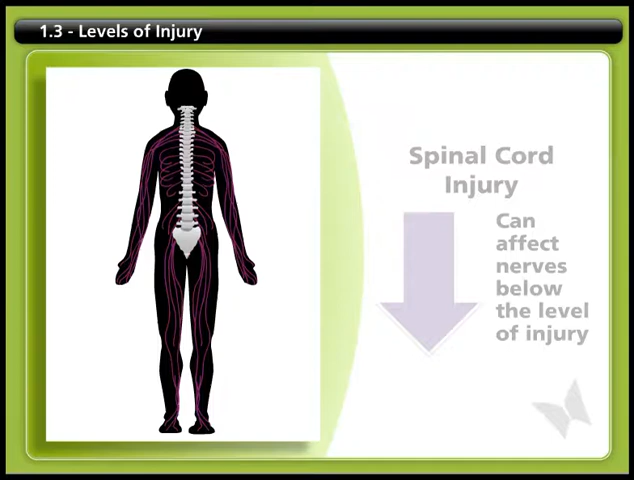 1.3 - Levels of Injury
Spinal Cord
Injury
Can
affect
nerves
below
the level
of injury